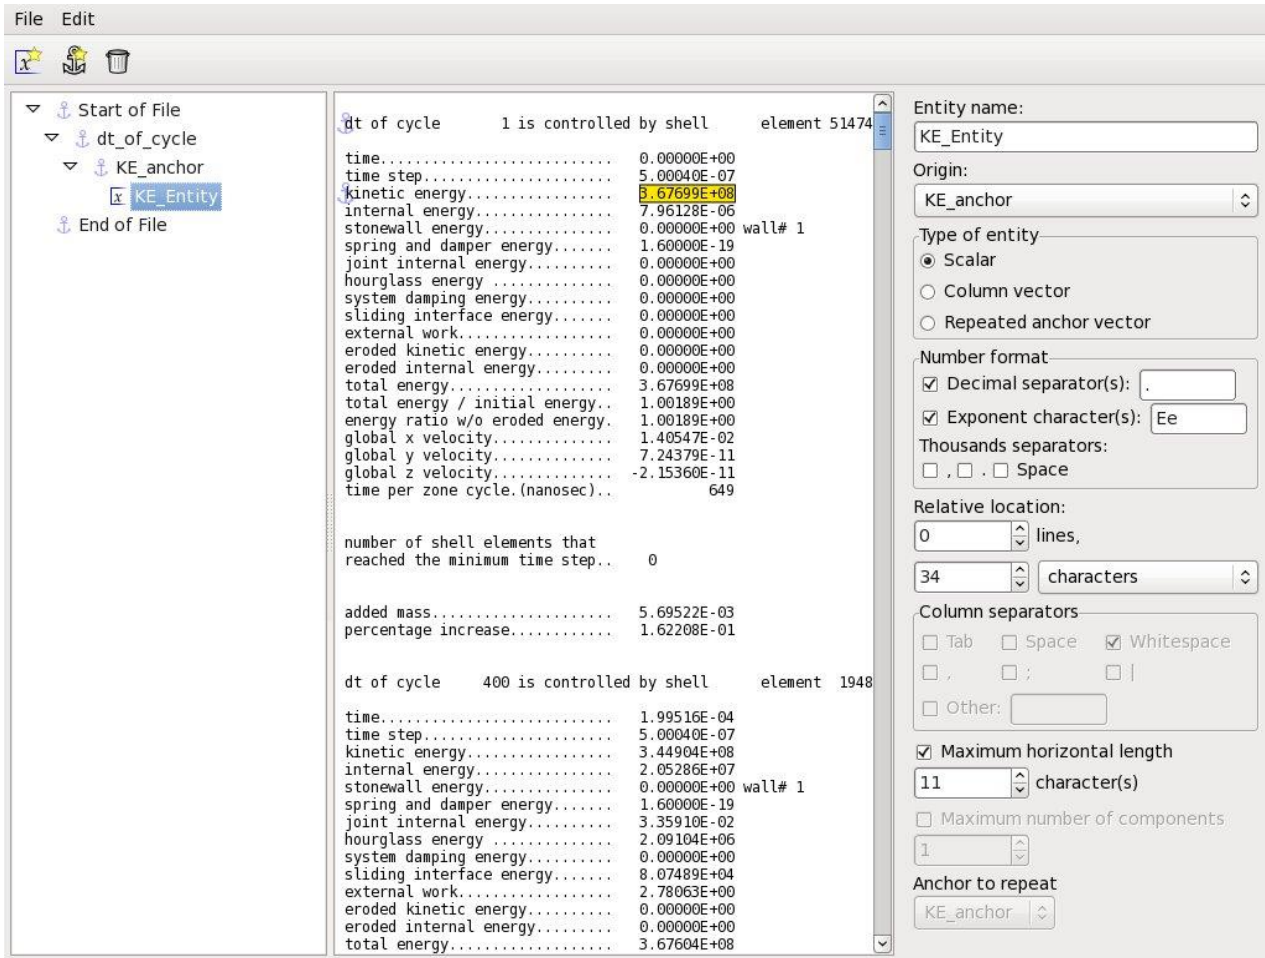 File Edit
Start of File
dt_of_cycle
KE_anchor
x KE_Entity
End of File
dt of cycle 1 is controlled by shell element 51474
time........................... 0.00000E+00
time step...................... 5.00040E-07
kinetic energy................. 3.67699E+08
internal energy................ 7.96128E-06
stonewall energy............... 0.00000E+00 wall# 1
spring and damper energy....... 1.60000E-19
joint internal energy.......... 0.00000E+00
hourglass energy .............. 0.00000E+00
system damping energy.......... 0.00000E+00
sliding interface energy....... 0.00000E+00
external work.................. 0.00000E+00
eroded kinetic energy.......... 0.00000E+00
eroded internal energy......... 0.00000E+00
total energy................... 3.67699E+08
total energy / initial energy.. 1.00189E+00
energy ratio w/o eroded energy. 1.00189E+00
global x velocity.............. 1.40547E-02
global y velocity.............. 7.24379E-11
global z velocity.............. -2.15360E-11
time per zone cycle.(nanosec).. 649
number of shell elements that
reached the minimum time step.. 0
added mass..................... 5.69522E-03
percentage increase............ 1.62208E-01
dt of cycle 400 is controlled by shell element 1948
time........................... 1.99516E-04
time step...................... 5.00040E-07
kinetic energy................. 3.44904E+08
internal energy................ 2.05286E+07
stonewall energy............... 0.00000E+00 wall# 1
spring and damper energy....... 1.60000E-19
joint internal energy.......... 3.35910E-02
hourglass energy .............. 2.09104E+06
system damping energy.......... 0.00000E+00
sliding interface energy....... 8.07489E+04
external work.................. 2.78063E+00
eroded kinetic energy.......... 0.00000E+00
eroded internal energy......... 0.00000E+00
total energy................... 3.67604E+08
Entity name:
KE_Entity
Origin:
KE_anchor
Type of entity
Scalar
Column vector
Repeated anchor vector
Number format
Decimal separator(s): .
Exponent character(s): Ee
Thousands separators:
, . Space
Relative location:
0 lines,
34 characters
Column separators
Tab Space Whitespace
, ; |
Other:
Maximum horizontal length
11 character(s)
Maximum number of components
1
Anchor to repeat
KE_anchor